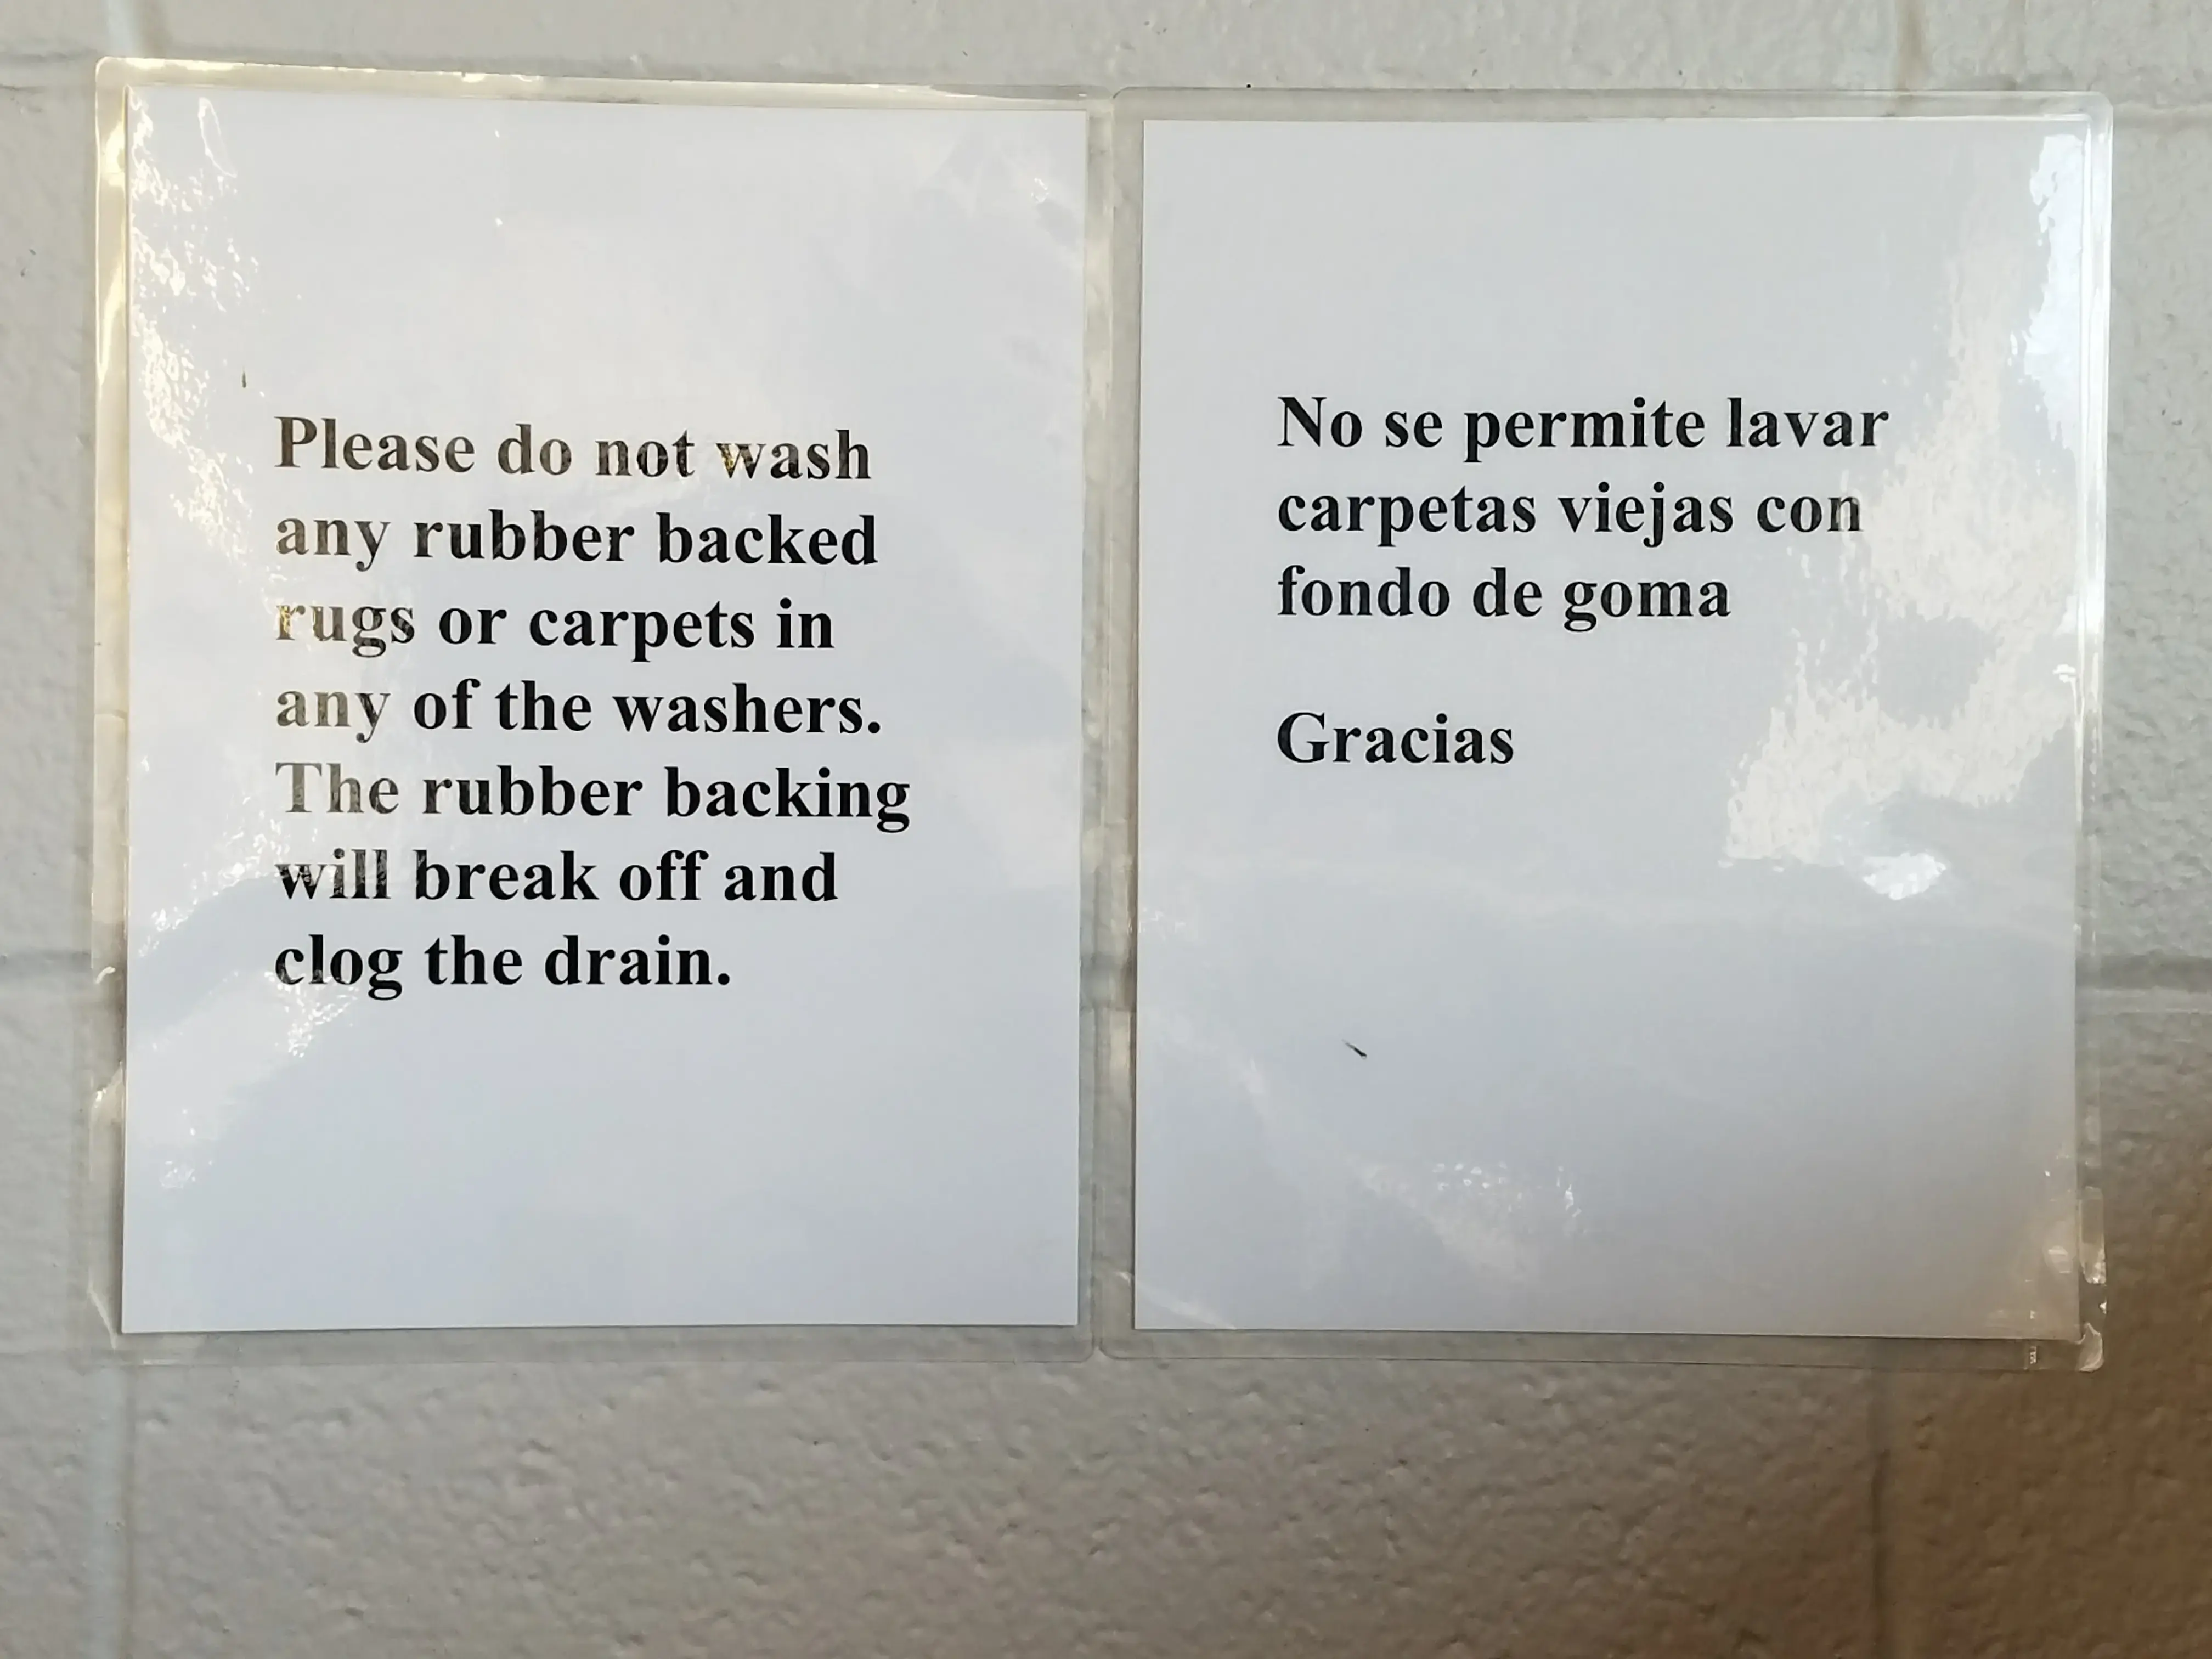 Please do not wash
any rubber backed
rugs or carpets in
any of the washers.
The rubber backing
will break off and
clog the drain.
No se permite lavar
carpetas viejas con
fondo de goma
Gracias